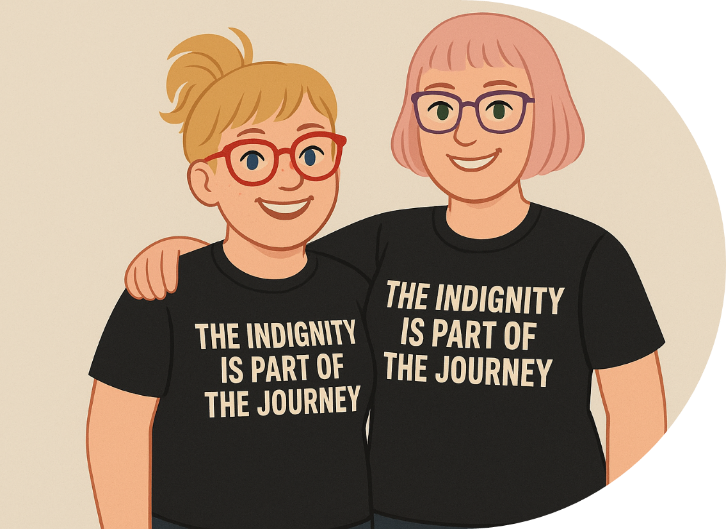 THE INDIGNITY
IS PART OF
THE JOURNEY
THE INDIGNITY
IS PART OF
THE JOURNEY